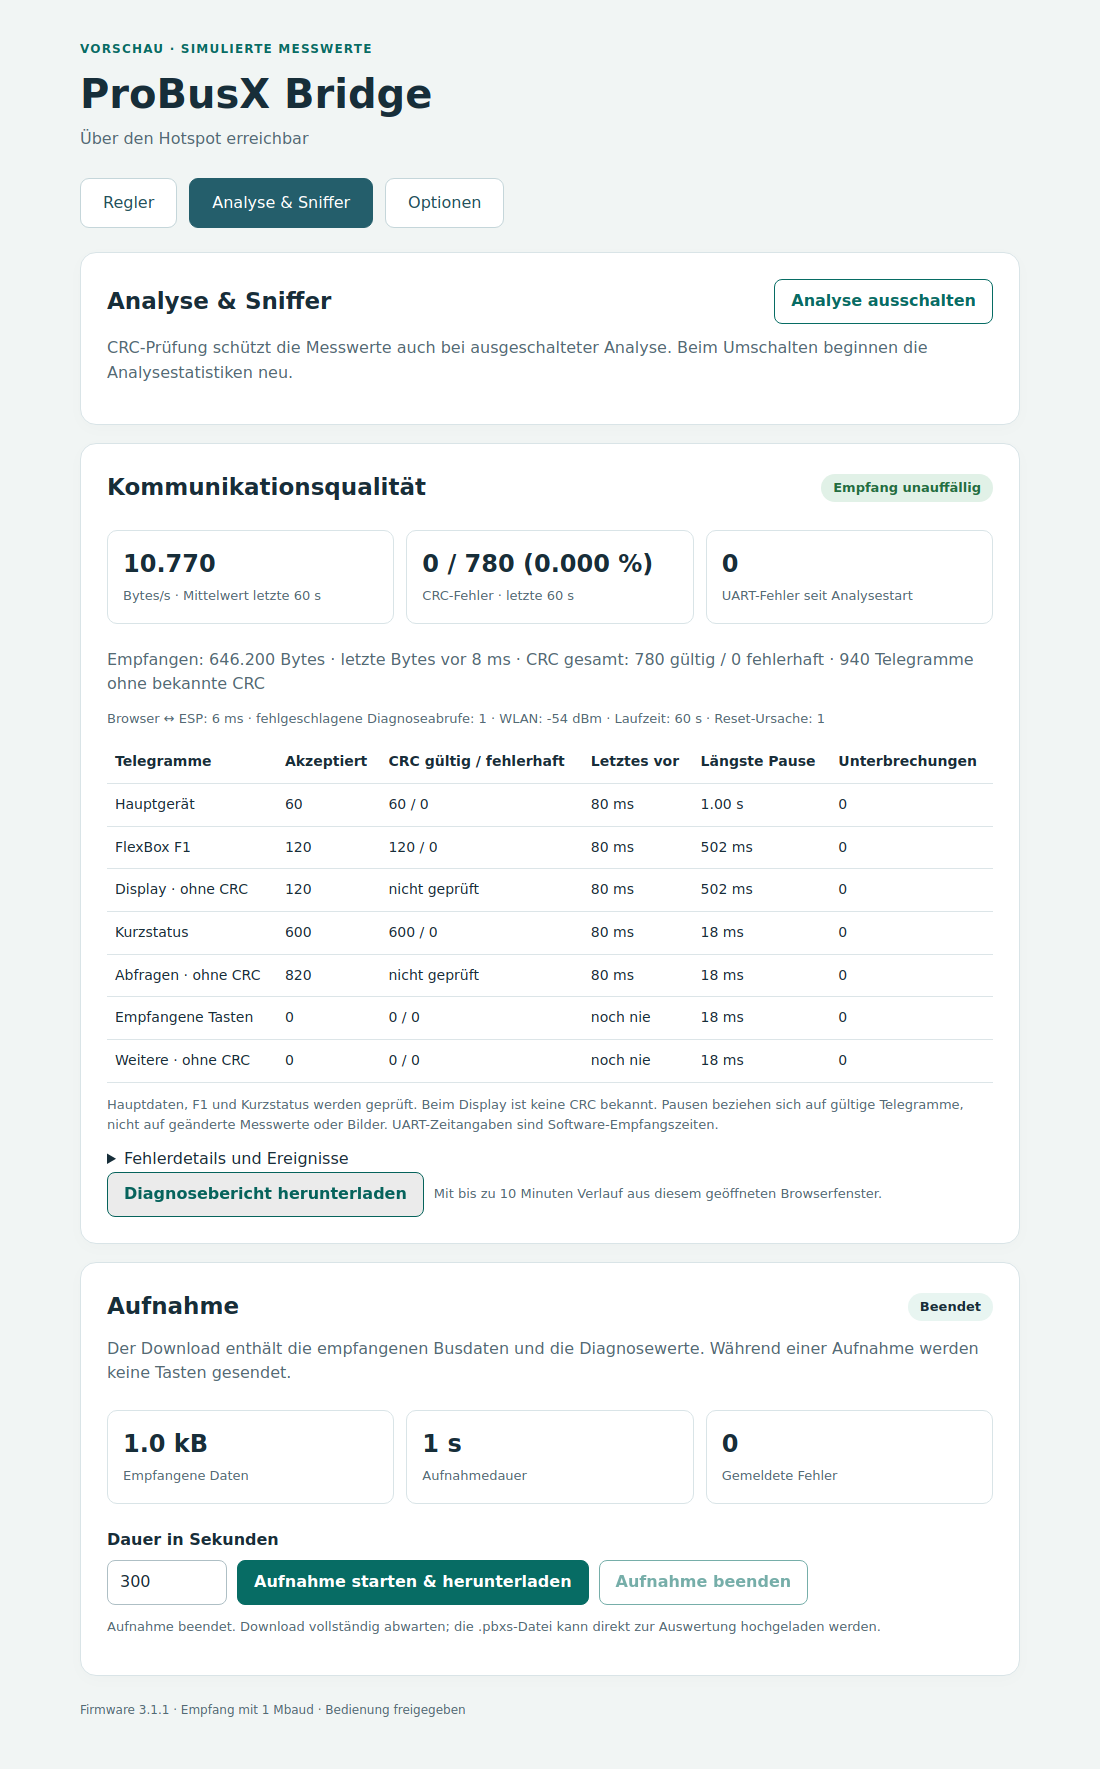 VORSCHAU · SIMULIERTE MESSWERTE
ProBusX Bridge
Über den Hotspot erreichbar
Regler
Analyse & Sniffer
Optionen
Analyse & Sniffer
Analyse ausschalten
CRC-Prüfung schützt die Messwerte auch bei ausgeschalteter Analyse. Beim Umschalten beginnen die
Analysestatistiken neu.
Kommunikationsqualität
Empfang unauffällig
10.770
Bytes/s · Mittelwert letzte 60 s
0 / 780 (0.000 %)
CRC-Fehler · letzte 60 s
0
UART-Fehler seit Analysestart
Empfangen: 646.200 Bytes · letzte Bytes vor 8 ms · CRC gesamt: 780 gültig / 0 fehlerhaft · 940 Telegramme
ohne bekannte CRC
Browser ↔ ESP: 6 ms · fehlgeschlagene Diagnoseabrufe: 1 · WLAN: -54 dBm · Laufzeit: 60 s · Reset-Ursache: 1
Telegramme Akzeptiert CRC gültig / fehlerhaft Letztes vor Längste Pause Unterbrechungen
Hauptgerät 60 60 / 0 80 ms 1.00 s 0
FlexBox F1 120 120 / 0 80 ms 502 ms 0
Display · ohne CRC 120 nicht geprüft 80 ms 502 ms 0
Kurzstatus 600 600 / 0 80 ms 18 ms 0
Abfragen · ohne CRC 820 nicht geprüft 80 ms 18 ms 0
Empfangene Tasten 0 0 / 0 noch nie 18 ms 0
Weitere · ohne CRC 0 0 / 0 noch nie 18 ms 0
Hauptdaten, F1 und Kurzstatus werden geprüft. Beim Display ist keine CRC bekannt. Pausen beziehen sich auf gültige Telegramme,
nicht auf geänderte Messwerte oder Bilder. UART-Zeitangaben sind Software-Empfangszeiten.
▶ Fehlerdetails und Ereignisse
Diagnosebericht herunterladen
Mit bis zu 10 Minuten Verlauf aus diesem geöffneten Browserfenster.
Aufnahme
Beendet
Der Download enthält die empfangenen Busdaten und die Diagnosewerte. Während einer Aufnahme werden
keine Tasten gesendet.
1.0 kB
Empfangene Daten
1 s
Aufnahmedauer
0
Gemeldete Fehler
Dauer in Sekunden
300
Aufnahme starten & herunterladen
Aufnahme beenden
Aufnahme beendet. Download vollständig abwarten; die .pbxs-Datei kann direkt zur Auswertung hochgeladen werden.
Firmware 3.1.1 · Empfang mit 1 Mbaud · Bedienung freigegeben